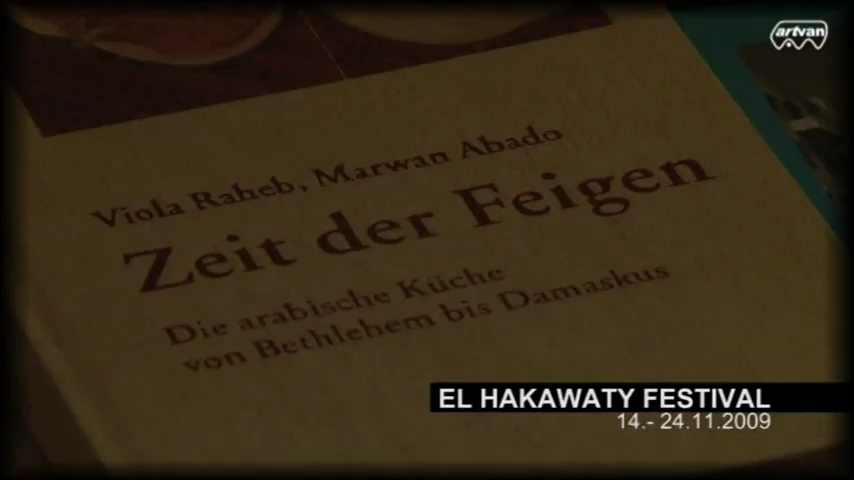 artvan
Viola Raheb, Marwan Abado
Zeit der Feigen
Die arabische Küche
von Bethlehem bis Damaskus
EL HAKAWATY FESTIVAL
14.- 24.11.2009